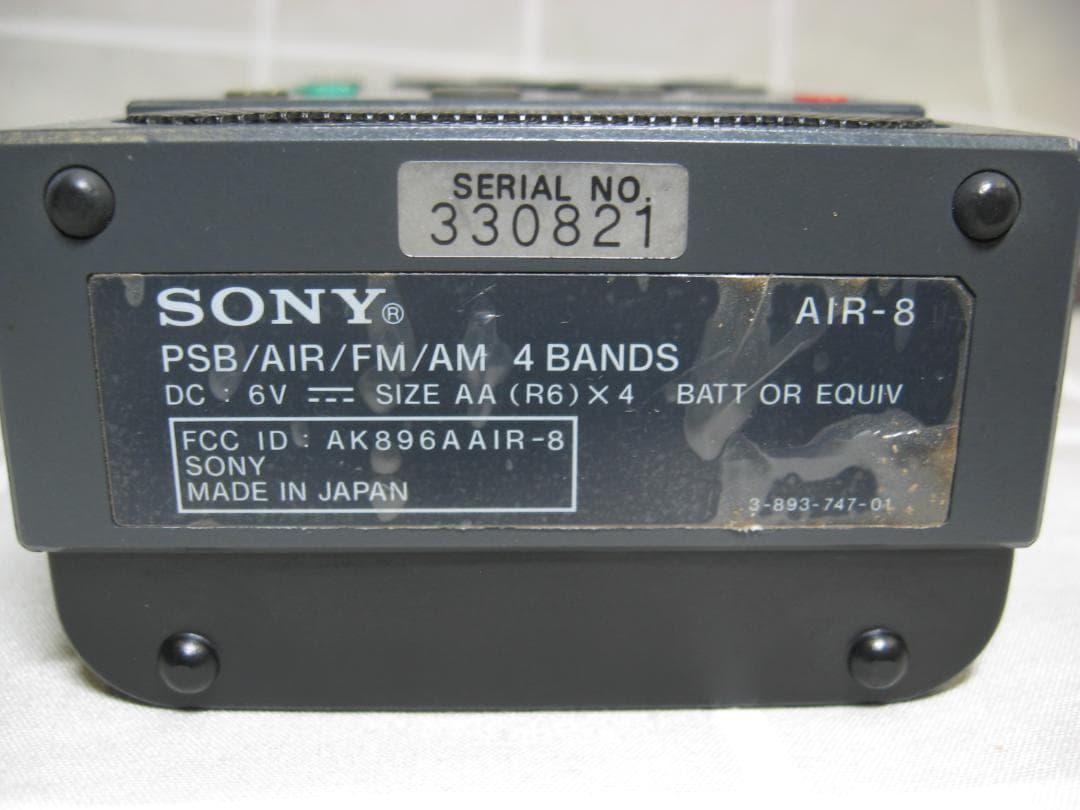 SERIAL NO.
330821
SONY® AIR-8
PSB/AIR/FM/AM 4 BANDS
DC : 6V ⎓ SIZE AA (R6)×4 BATT OR EQUIV
FCC ID : AK896AAIR-8
SONY
MADE IN JAPAN
3-893-747-01